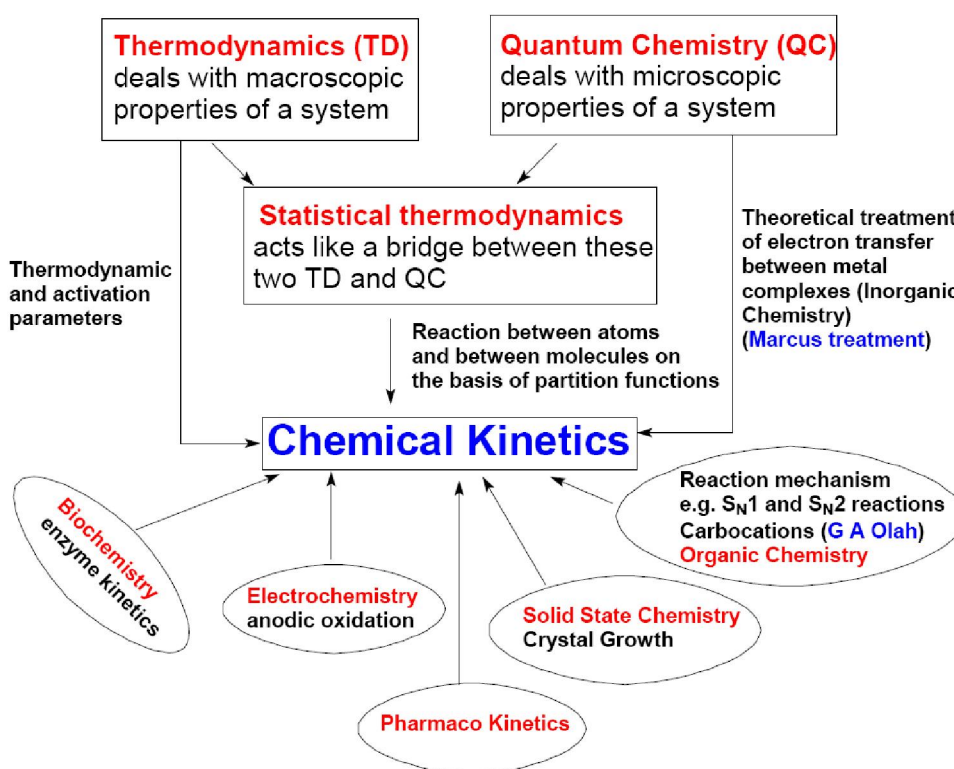 Thermodynamics (TD)
deals with macroscopic
properties of a system
Quantum Chemistry (QC)
deals with microscopic
properties of a system
Statistical thermodynamics
acts like a bridge between these
two TD and QC
Thermodynamic
and activation
parameters
Theoretical treatment
of electron transfer
between metal
complexes (Inorganic
Chemistry)
(Marcus treatment)
Reaction between atoms
and between molecules on
the basis of partition functions
Chemical Kinetics
Biochemistry
enzyme kinetics
Electrochemistry
anodic oxidation
Pharmaco Kinetics
Solid State Chemistry
Crystal Growth
Reaction mechanism
e.g. SN1 and SN2 reactions
Carbocations (G A Olah)
Organic Chemistry